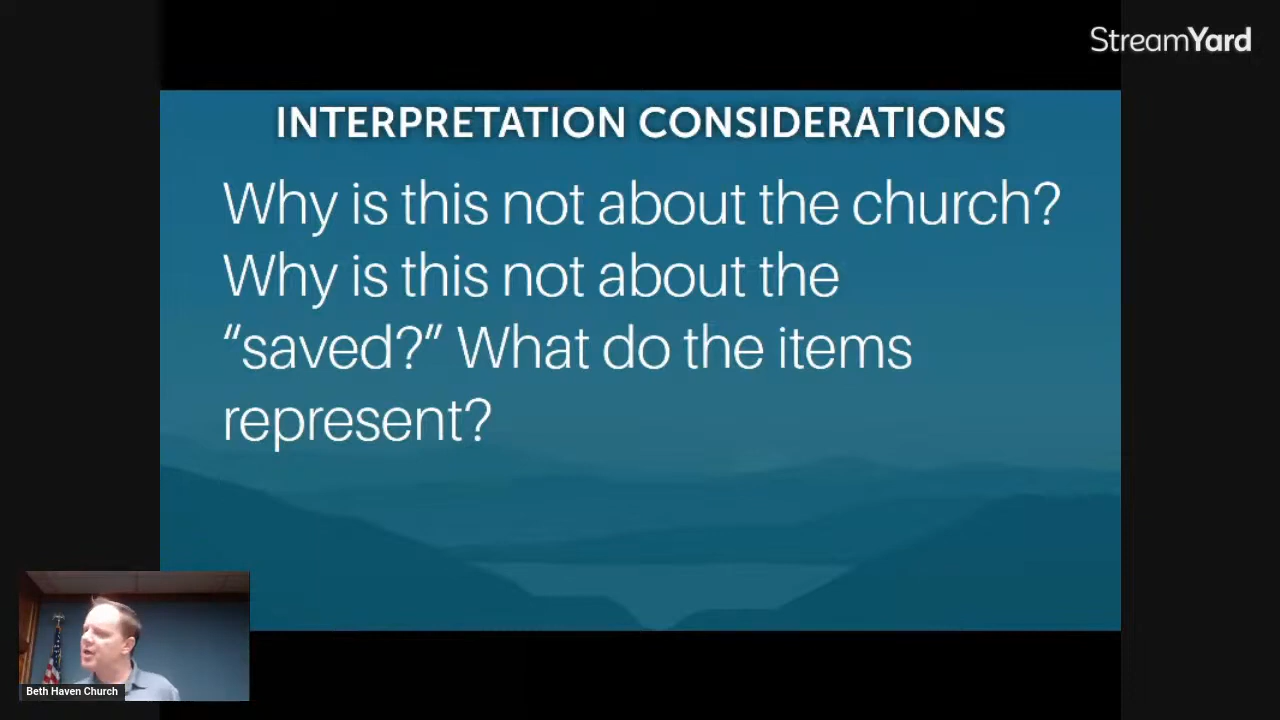 StreamYard
INTERPRETATION CONSIDERATIONS
Why is this not about the church?
Why is this not about the
“saved?” What do the items
represent?
Beth Haven Church